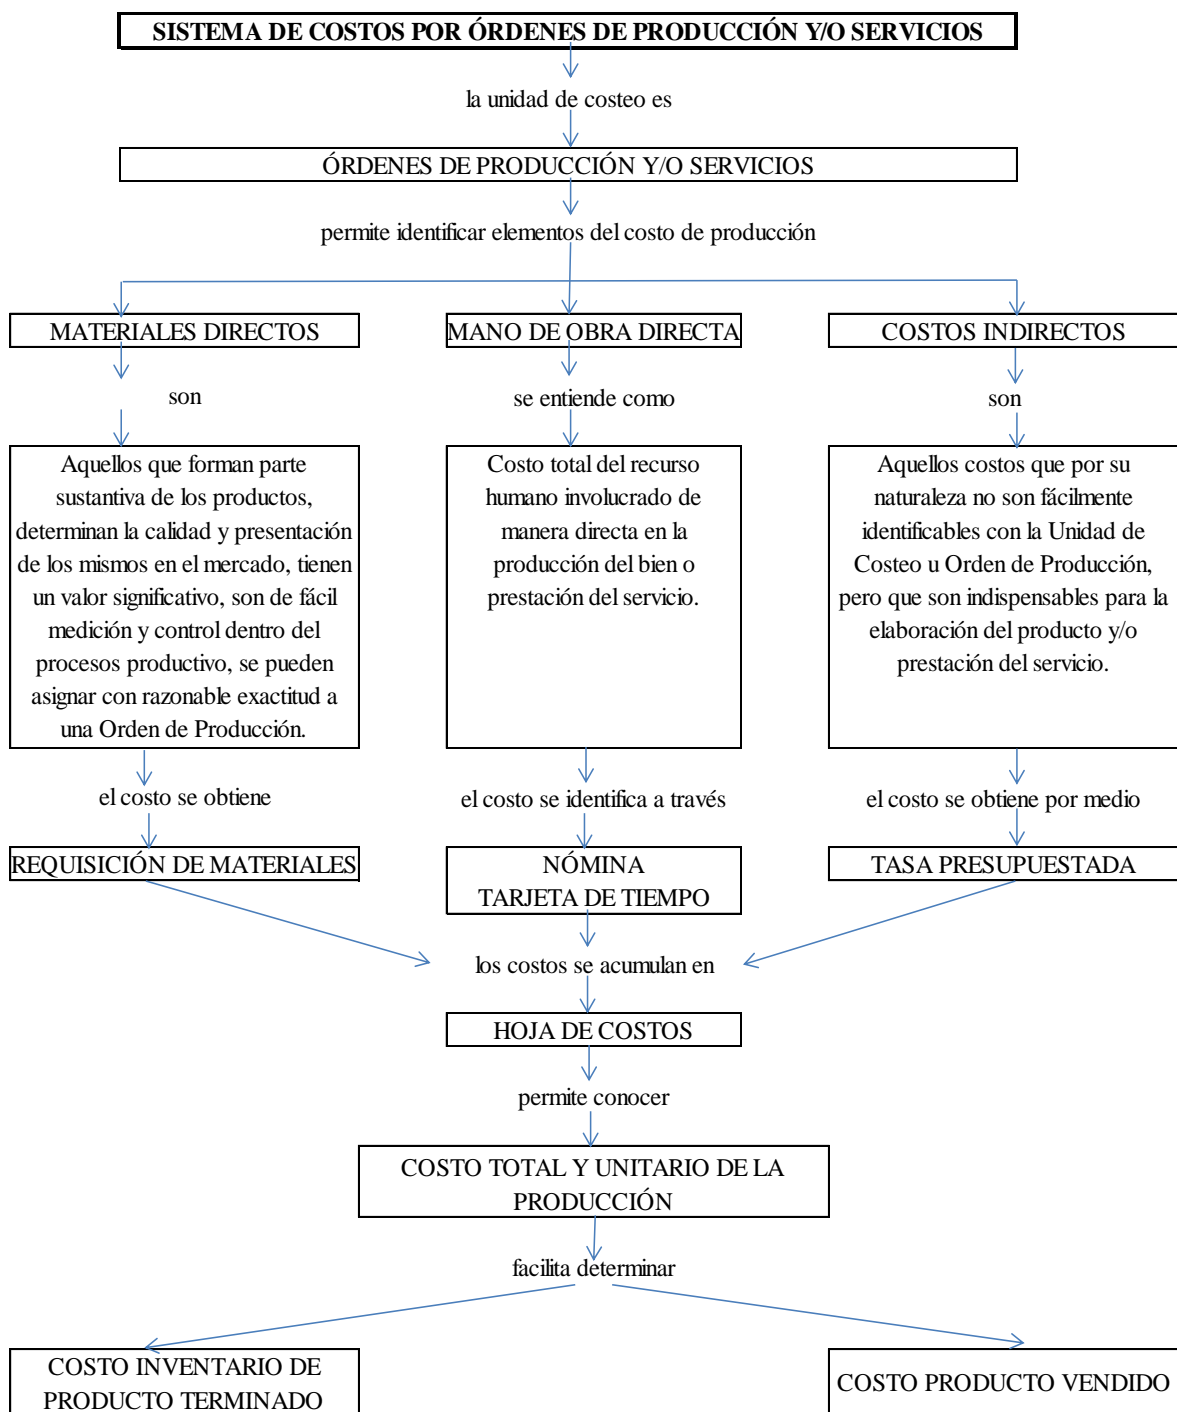 SISTEMA DE COSTOS POR ÓRDENES DE PRODUCCIÓN Y/O SERVICIOS
la unidad de costeo es
ÓRDENES DE PRODUCCIÓN Y/O SERVICIOS
permite identificar elementos del costo de producción
MATERIALES DIRECTOS
MANO DE OBRA DIRECTA
COSTOS INDIRECTOS
son
se entiende como
son
Aquellos que forman parte
sustantiva de los productos,
determinan la calidad y presentación
de los mismos en el mercado, tienen
un valor significativo, son de fácil
medición y control dentro del
procesos productivo, se pueden
asignar con razonable exactitud a
una Orden de Producción.
Costo total del recurso
humano involucrado de
manera directa en la
producción del bien o
prestación del servicio.
Aquellos costos que por su
naturaleza no son fácilmente
identificables con la Unidad de
Costeo u Orden de Producción,
pero que son indispensables para la
elaboración del producto y/o
prestación del servicio.
el costo se obtiene
el costo se identifica a través
el costo se obtiene por medio
REQUISICIÓN DE MATERIALES
NÓMINA
TARJETA DE TIEMPO
TASA PRESUPUESTADA
los costos se acumulan en
HOJA DE COSTOS
permite conocer
COSTO TOTAL Y UNITARIO DE LA
PRODUCCIÓN
facilita determinar
COSTO INVENTARIO DE
PRODUCTO TERMINADO
COSTO PRODUCTO VENDIDO